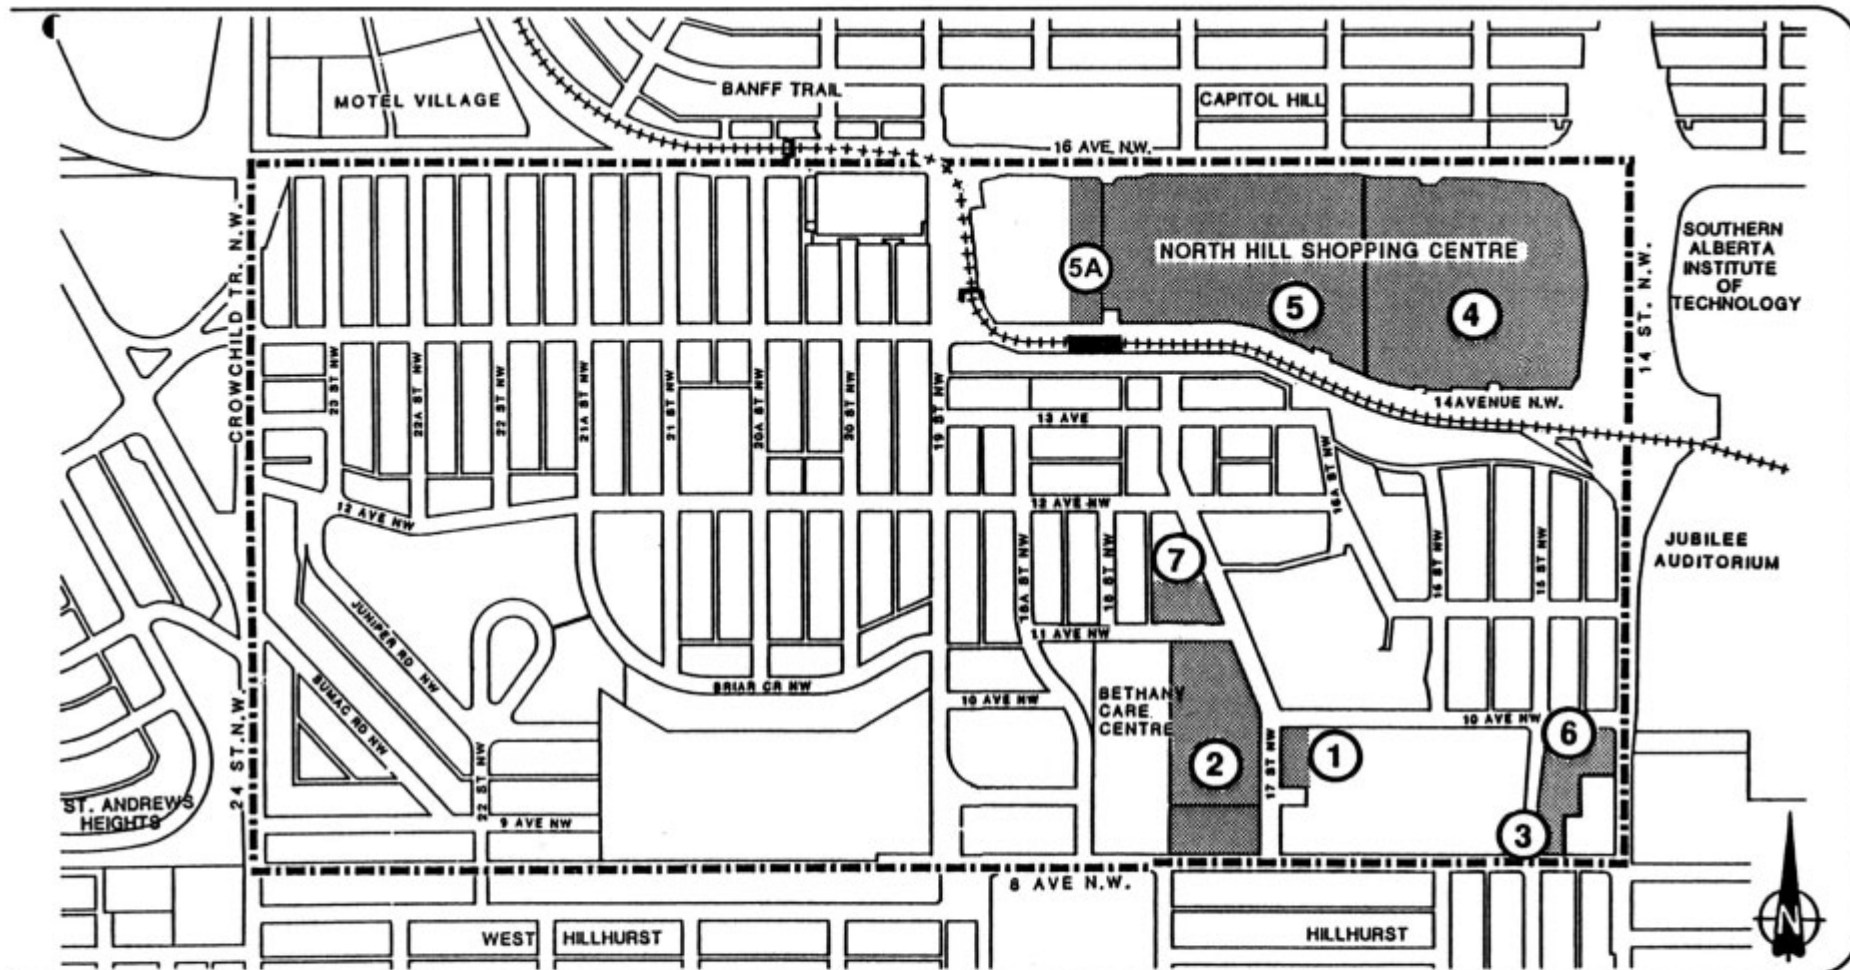 MOTEL VILLAGE
BANFF TRAIL
CAPITOL HILL
16 AVE. N.W.
CROWCHILD TR. N.W.
NORTH HILL SHOPPING CENTRE
5A
5
4
14 ST. N.W.
SOUTHERN
ALBERTA
INSTITUTE
OF
TECHNOLOGY
23 ST NW
22A ST NW
22 ST NW
21A ST NW
21 ST NW
20A ST NW
20 ST NW
19 ST NW
14 AVENUE N.W.
13 AVE
16A ST NW
12 AVE NW
12 AVE NW
7
18A ST NW
18 ST NW
16 ST NW
15 ST NW
JUBILEE
AUDITORIUM
11 AVE NW
JUNIPER RD NW
SUMAC RD NW
BRIAR CR NW
10 AVE NW
BETHANY
CARE
CENTRE
10 AVE NW
2
17 ST NW
1
6
24 ST. N.W.
22 ST NW
ST. ANDREWS
HEIGHTS
9 AVE NW
3
8 AVE N.W.
WEST HILLHURST
HILLHURST
N